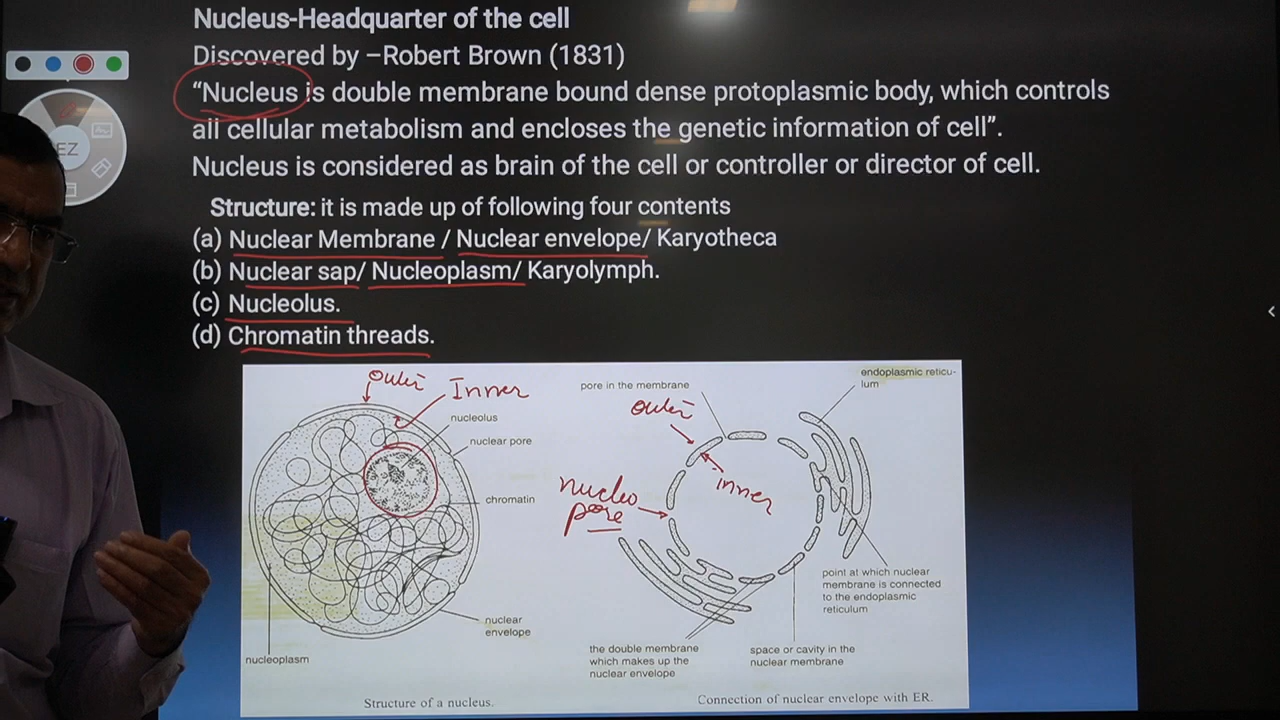 Nucleus-Headquarter of the cell
Discovered by –Robert Brown (1831)
“Nucleus is double membrane bound dense protoplasmic body, which controls
all cellular metabolism and encloses the genetic information of cell”.
EZ
Nucleus is considered as brain of the cell or controller or director of cell.
Structure: it is made up of following four contents
(a) Nuclear Membrane / Nuclear envelope/ Karyotheca
(b) Nuclear sap/ Nucleoplasm/ Karyolymph.
(c) Nucleolus.
(d) Chromatin threads.
outer
Inner
nucleolus
nuclear pore
chromatin
nuclear
envelope
nucleoplasm
Structure of a nucleus.
pore in the membrane
endoplasmic reticu-
lum
outer
inner
nucleo
pore
point at which nuclear
membrane is connected
to the endoplasmic
reticulum
the double membrane
which makes up the
nuclear envelope
space or cavity in the
nuclear membrane
Connection of nuclear envelope with ER.